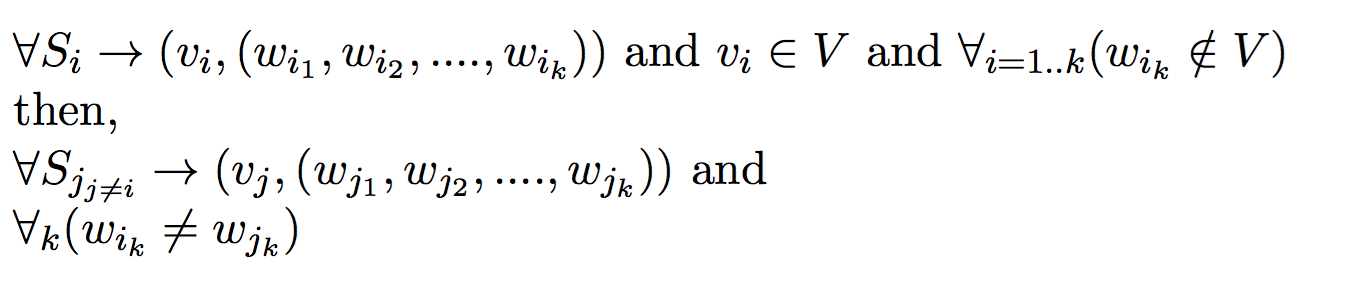 ∀S_i → (v_i, (w_{i_1}, w_{i_2}, ...., w_{i_k})) and v_i ∈ V and ∀_{i=1..k}(w_{i_k} ∉ V)
then,
∀S_{j_{j≠i}} → (v_j, (w_{j_1}, w_{j_2}, ...., w_{j_k})) and
∀_k(w_{i_k} ≠ w_{j_k})